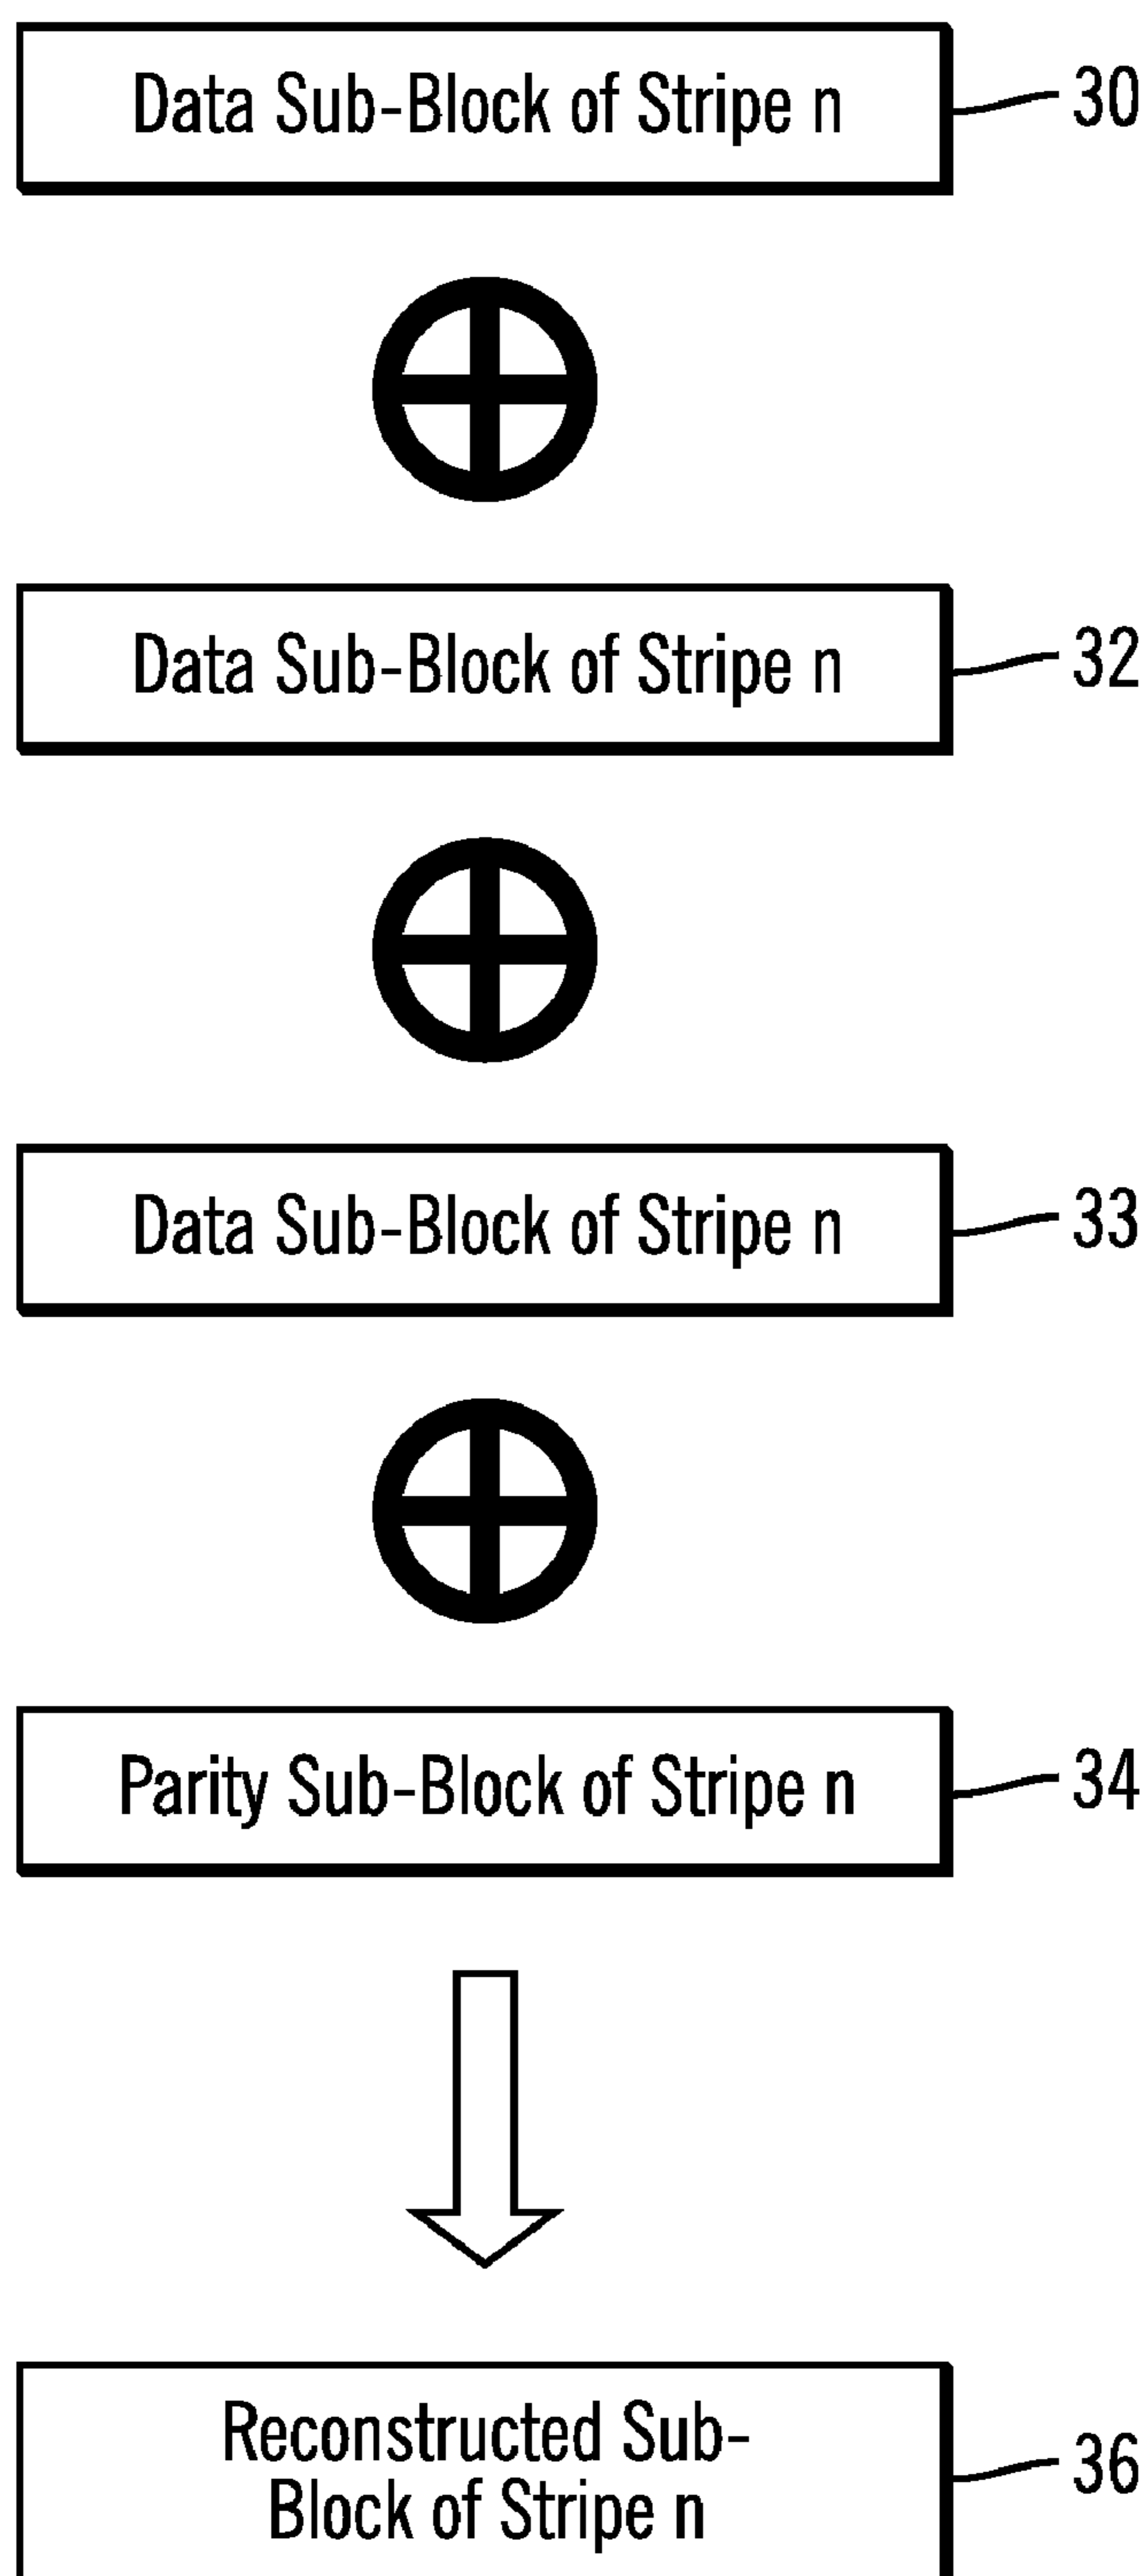 Data Sub-Block of Stripe n 30
Data Sub-Block of Stripe n 32
Data Sub-Block of Stripe n 33
Parity Sub-Block of Stripe n 34
Reconstructed Sub-
Block of Stripe n 36